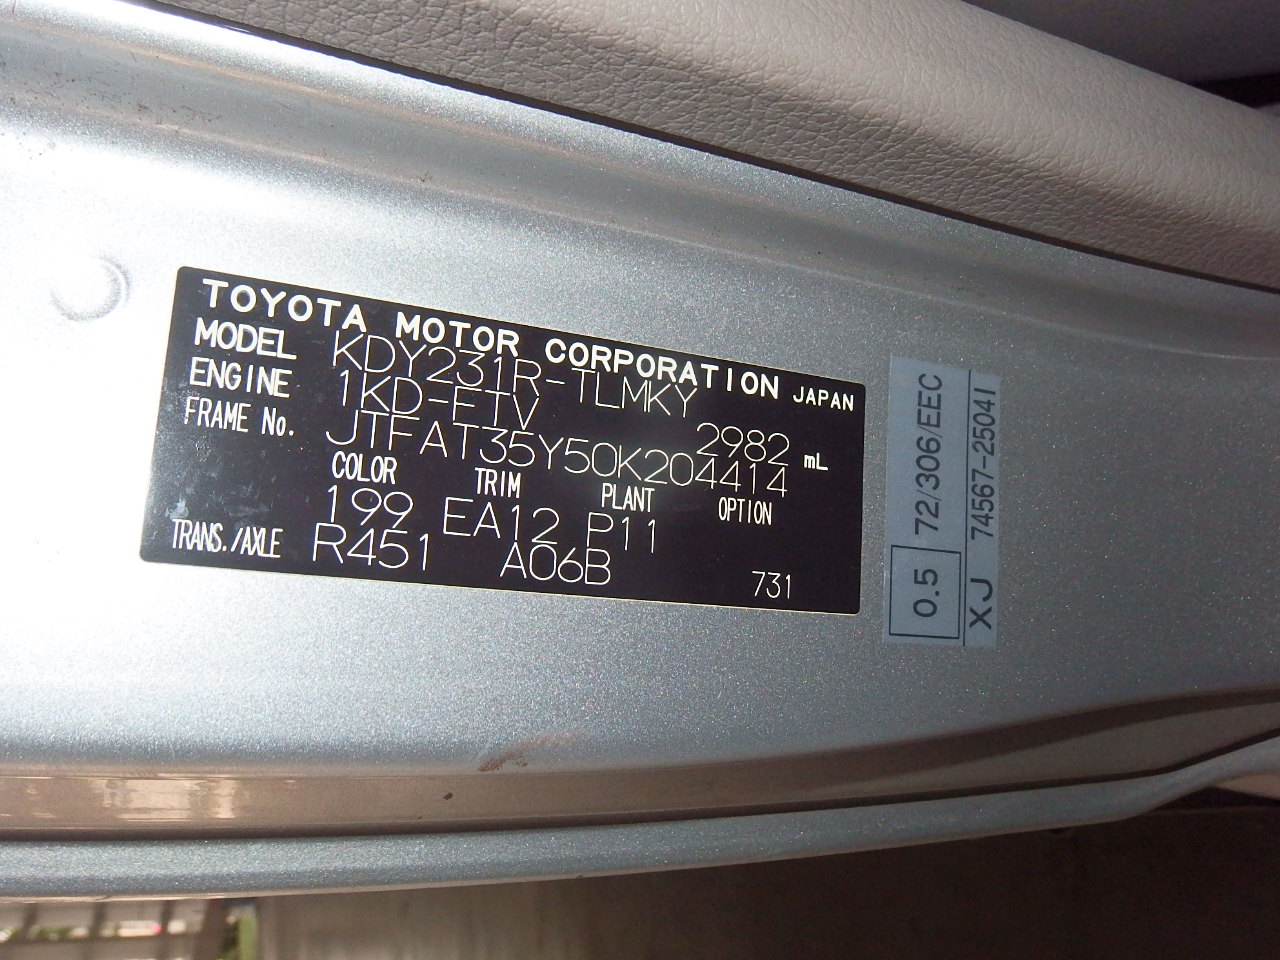 TOYOTA MOTOR CORPORATION JAPAN
MODEL KDY231R-TLMKY
ENGINE 1KD-FTV 2982 mL
FRAME No. JTFAT35Y50K204414
COLOR TRIM PLANT OPTION
199 EA12 P11
TRANS./AXLE R451 A06B 731
0.5 72/306/EEC
XJ 74567-25041